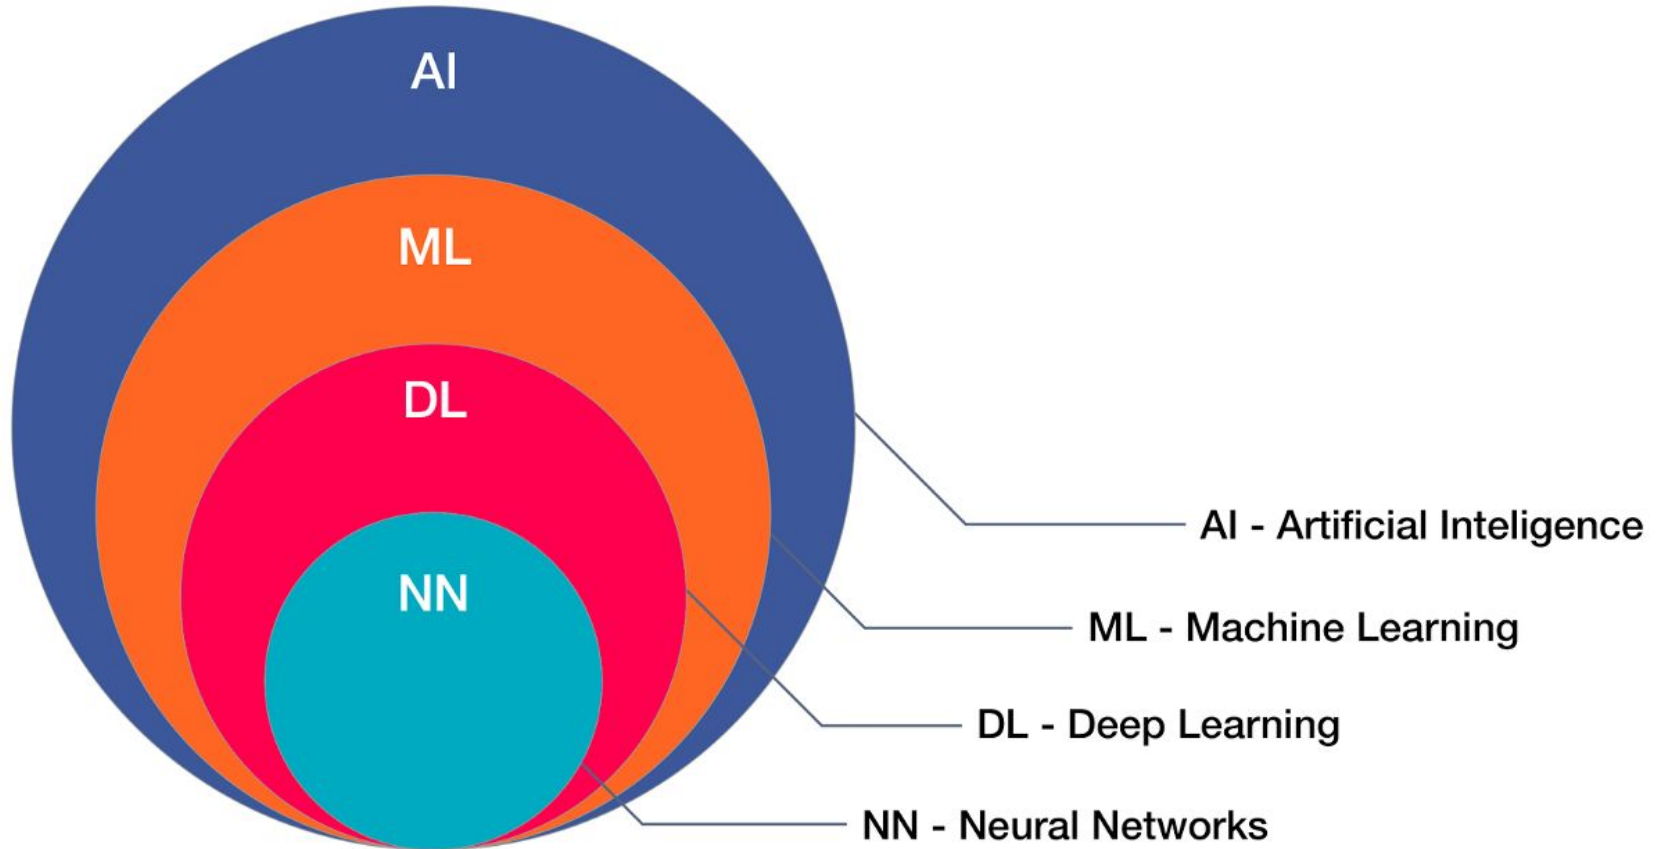 AI
ML
DL
NN
AI - Artificial Inteligence
ML - Machine Learning
DL - Deep Learning
NN - Neural Networks